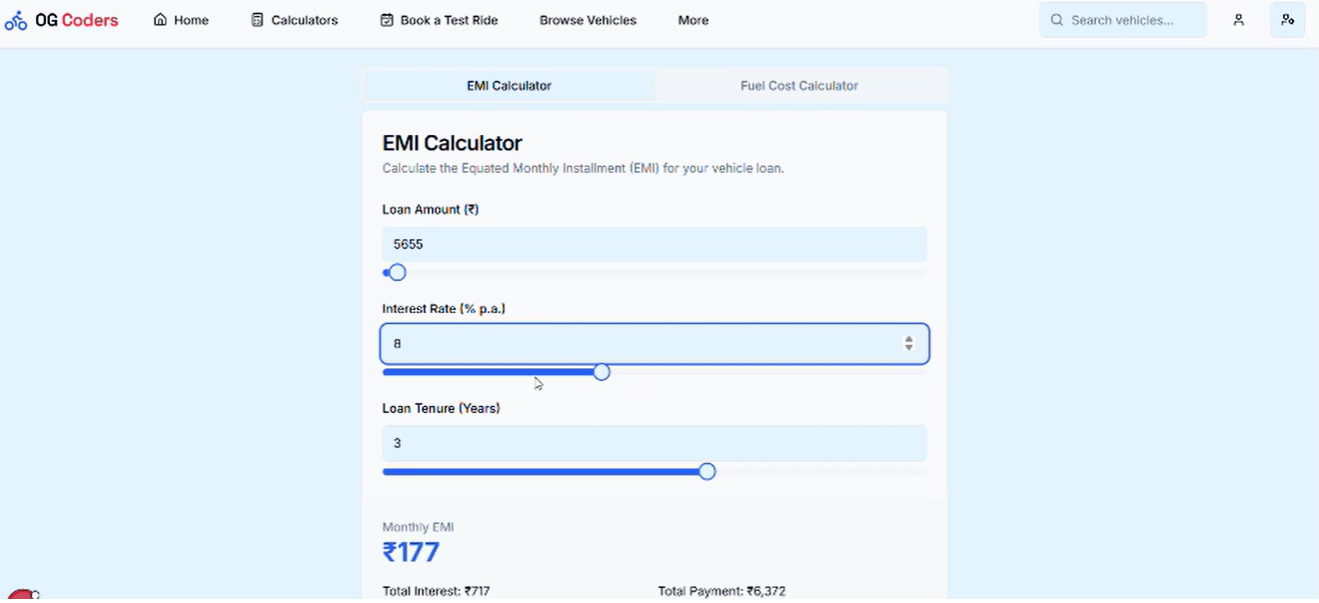 OG Coders Home Calculators Book a Test Ride Browse Vehicles More Search vehicles...
EMI Calculator Fuel Cost Calculator
EMI Calculator
Calculate the Equated Monthly Installment (EMI) for your vehicle loan.
Loan Amount (₹)
5655
Interest Rate (% p.a.)
8
Loan Tenure (Years)
3
Monthly EMI
₹177
Total Interest: ₹717 Total Payment: ₹6,372